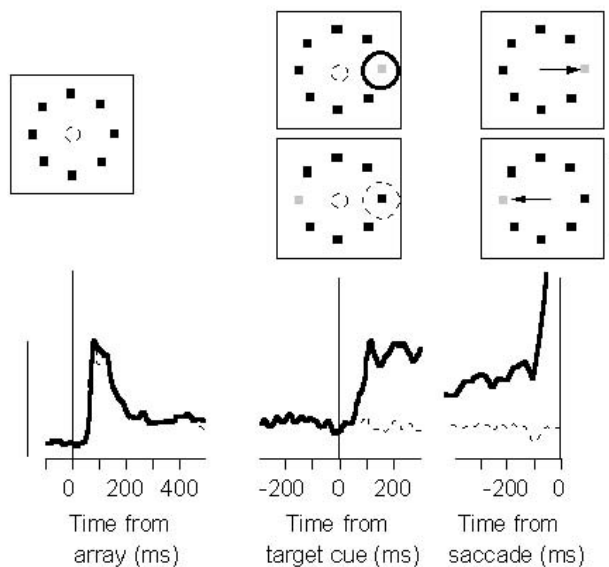 0 200 400
-200 0 200
-200 0
Time from
array (ms)
Time from
target cue (ms)
Time from
saccade (ms)